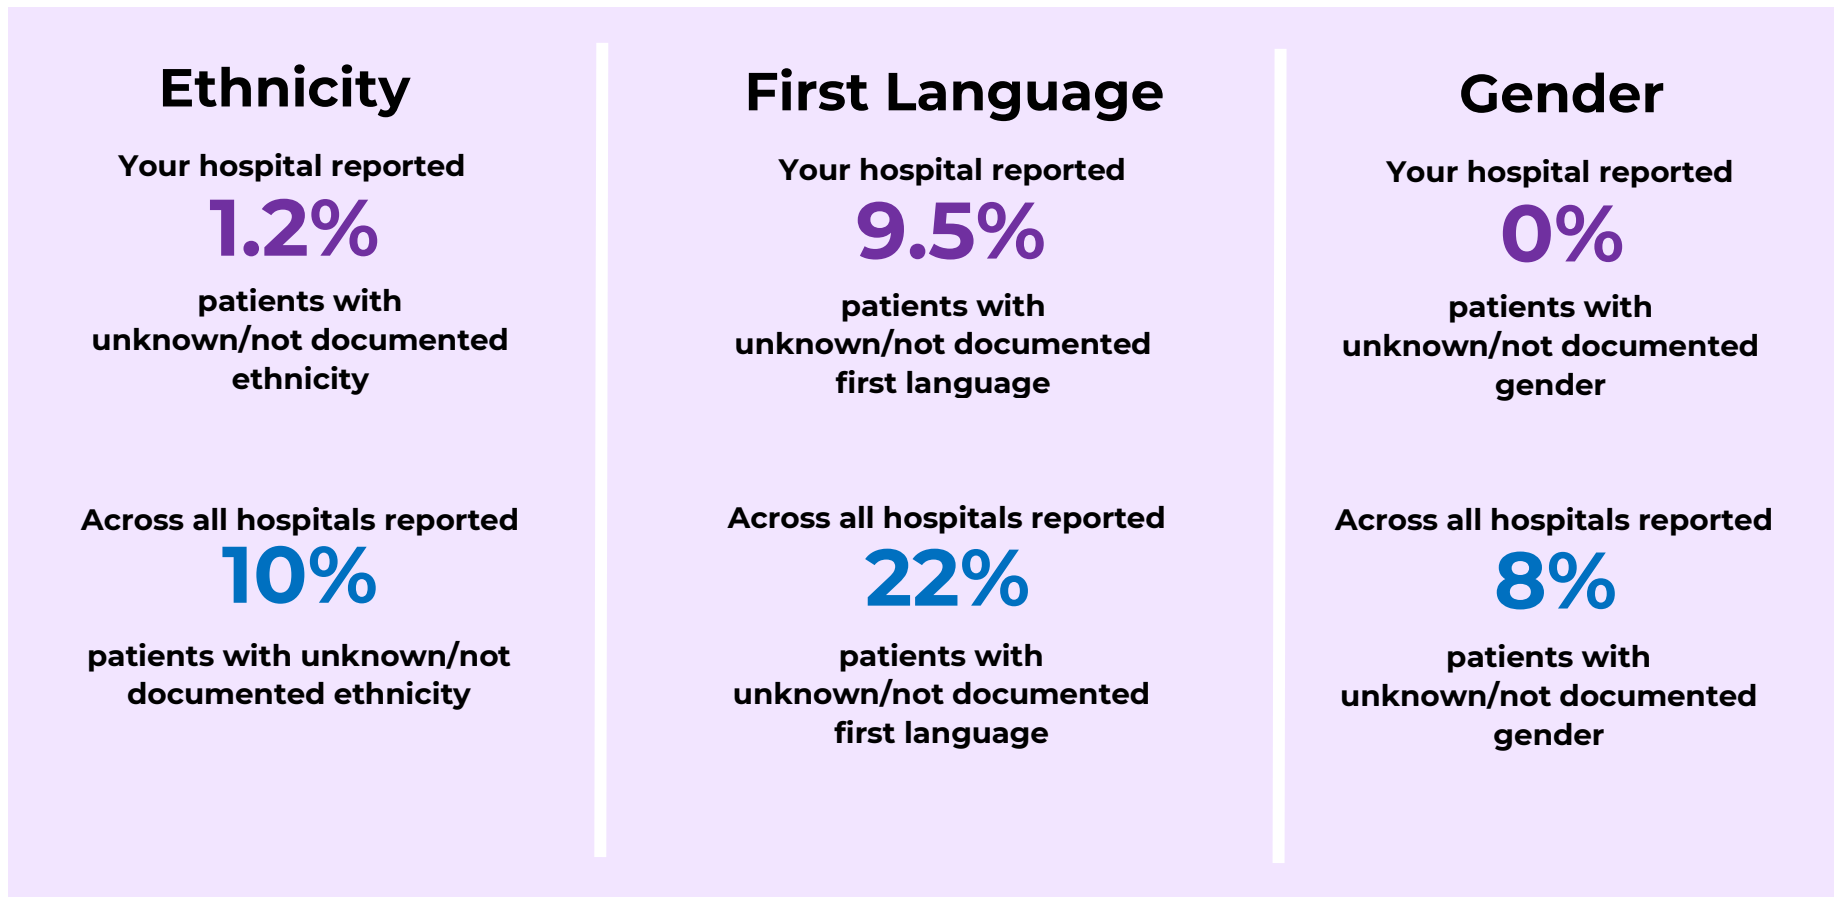 Ethnicity
Your hospital reported
1.2%
patients with
unknown/not documented
ethnicity
Across all hospitals reported
10%
patients with unknown/not
documented ethnicity
First Language
Your hospital reported
9.5%
patients with
unknown/not documented
first language
Across all hospitals reported
22%
patients with
unknown/not documented
first language
Gender
Your hospital reported
0%
patients with
unknown/not documented
gender
Across all hospitals reported
8%
patients with
unknown/not documented
gender